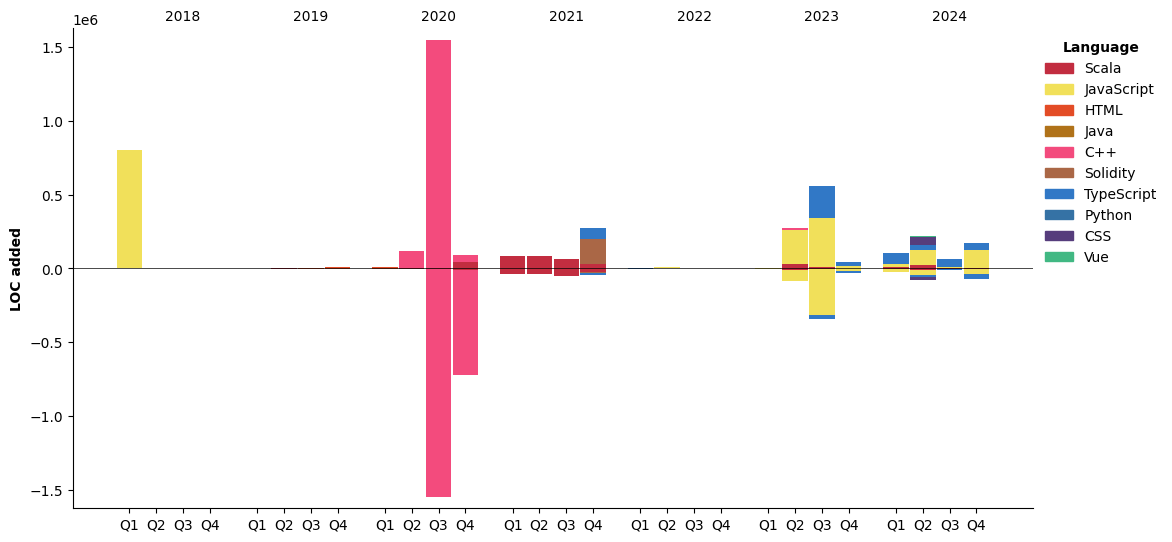 1e6
2018 2019 2020 2021 2022 2023 2024
1.5
1.0
0.5
0.0
−0.5
−1.0
−1.5
LOC added
Q1 Q2 Q3 Q4 Q1 Q2 Q3 Q4 Q1 Q2 Q3 Q4 Q1 Q2 Q3 Q4 Q1 Q2 Q3 Q4 Q1 Q2 Q3 Q4 Q1 Q2 Q3 Q4
Language
Scala
JavaScript
HTML
Java
C++
Solidity
TypeScript
Python
CSS
Vue